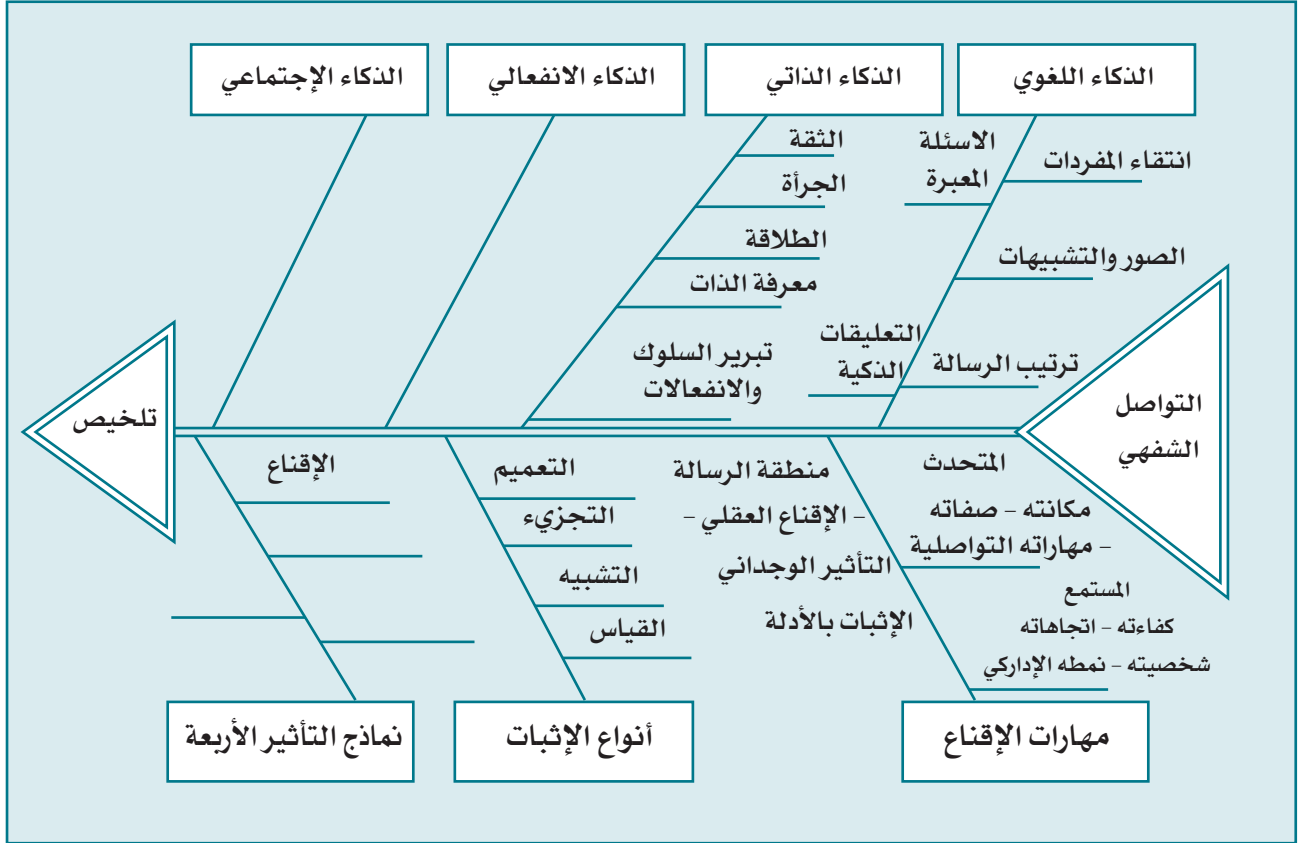 الذكاء اللغوي
الذكاء الذاتي
الذكاء الانفعالي
الذكاء الإجتماعي
انتقاء المفردات
الصور والتشبيهات
ترتيب الرسالة
الاسئلة
المعبرة
التعليقات
الذكية
الثقة
الجرأة
الطلاقة
معرفة الذات
تبرير السلوك
والانفعالات
التواصل
الشفهي
تلخيص
المتحدث
مكانته – صفاته
– مهاراته التواصلية
المستمع
كفاءته – اتجاهاته
شخصيته – نمطه الإداركي
منطقة الرسالة
– الإقناع العقلي –
التأثير الوجداني
الإثبات بالأدلة
التعميم
التجزيء
التشبيه
القياس
الإقناع
مهارات الإقناع
أنواع الإثبات
نماذج التأثير الأربعة